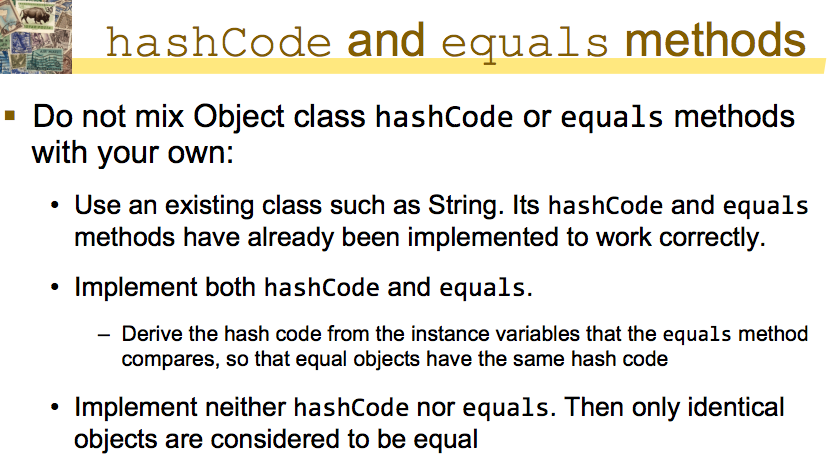 hashCode and equals methods
▪ Do not mix Object class hashCode or equals methods
with your own:
• Use an existing class such as String. Its hashCode and equals
methods have already been implemented to work correctly.
• Implement both hashCode and equals.
– Derive the hash code from the instance variables that the equals method
compares, so that equal objects have the same hash code
• Implement neither hashCode nor equals. Then only identical
objects are considered to be equal